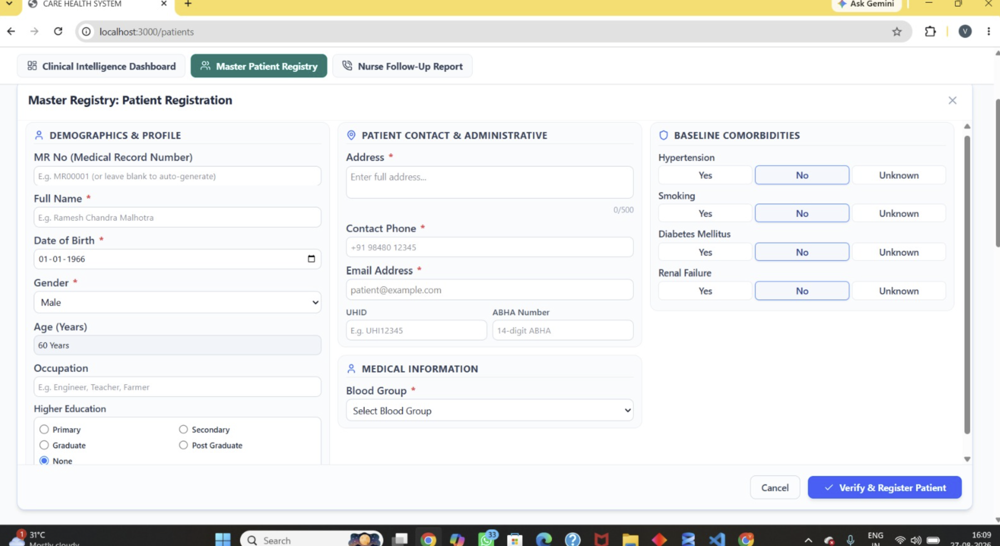 CARE HEALTH SYSTEM
Ask Gemini
localhost:3000/patients
V
Clinical Intelligence Dashboard
Master Patient Registry
Nurse Follow-Up Report
Master Registry: Patient Registration
DEMOGRAPHICS & PROFILE
MR No (Medical Record Number)
E.g. MR00001 (or leave blank to auto-generate)
Full Name *
E.g. Ramesh Chandra Malhotra
Date of Birth *
01-01-1966
Gender *
Male
Age (Years)
60 Years
Occupation
E.g. Engineer, Teacher, Farmer
Higher Education
Primary
Secondary
Graduate
Post Graduate
None
PATIENT CONTACT & ADMINISTRATIVE
Address *
Enter full address...
0/500
Contact Phone *
+91 98480 12345
Email Address *
patient@example.com
UHID
ABHA Number
E.g. UHI12345
14-digit ABHA
MEDICAL INFORMATION
Blood Group *
Select Blood Group
BASELINE COMORBIDITIES
Hypertension
Yes No Unknown
Smoking
Yes No Unknown
Diabetes Mellitus
Yes No Unknown
Renal Failure
Yes No Unknown
Cancel
Verify & Register Patient
1
31°C
Mostly cloudy
Search
33
ENG
IN
16:09
27-08-2026